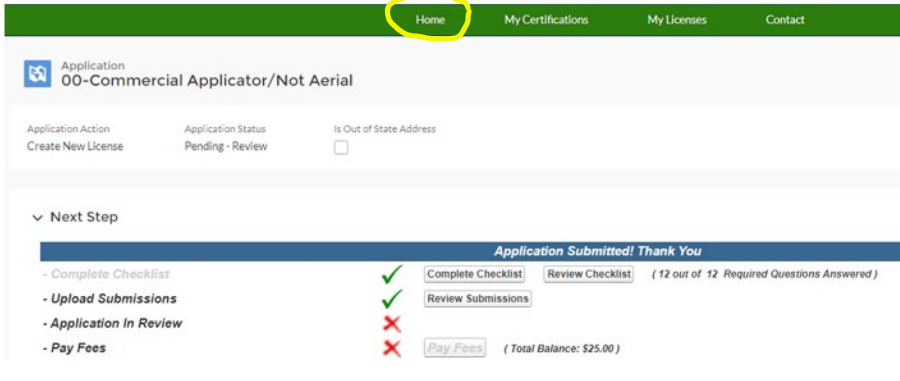 Home My Certifications My Licenses Contact
Application
00-Commercial Applicator/Not Aerial
Application Action Application Status Is Out of State Address
Create New License Pending - Review
Next Step
Application Submitted! Thank You
- Complete Checklist Complete Checklist Review Checklist ( 12 out of 12 Required Questions Answered )
- Upload Submissions Review Submissions
- Application In Review
- Pay Fees Pay Fees ( Total Balance: $25.00 )